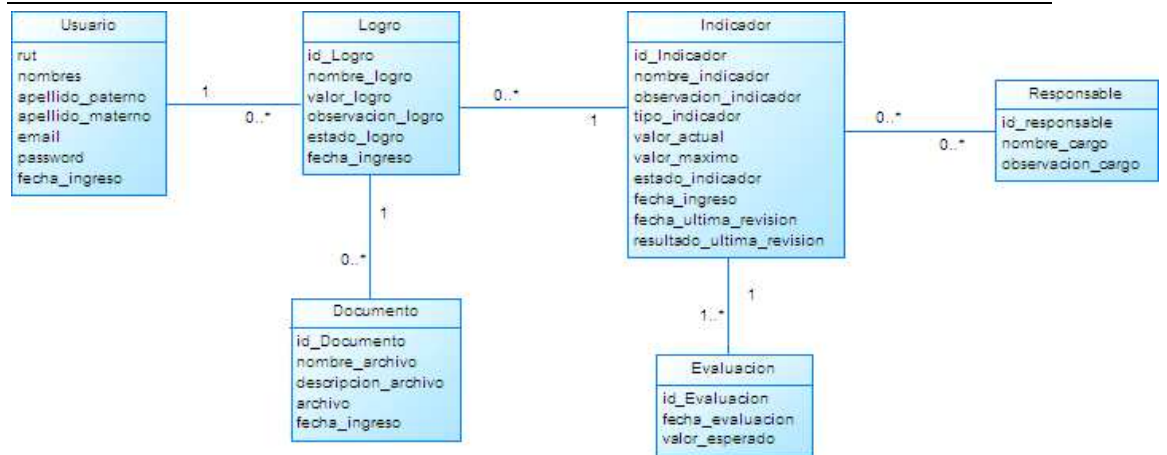 Usuario
rut
nombres
apellido_paterno
apellido_materno
email
password
fecha_ingreso
1
0..*
Logro
id_Logro
nombre_logro
valor_logro
observacion_logro
estado_logro
fecha_ingreso
0..*
1
Indicador
id_Indicador
nombre_indicador
observacion_indicador
tipo_indicador
valor_actual
valor_maximo
estado_indicador
fecha_ingreso
fecha_ultima_revision
resultado_ultima_revision
0..*
0..*
Responsable
id_responsable
nombre_cargo
observacion_cargo
1
0..*
Documento
id_Documento
nombre_archivo
descripcion_archivo
archivo
fecha_ingreso
1
1..*
Evaluacion
id_Evaluacion
fecha_evaluacion
valor_esperado